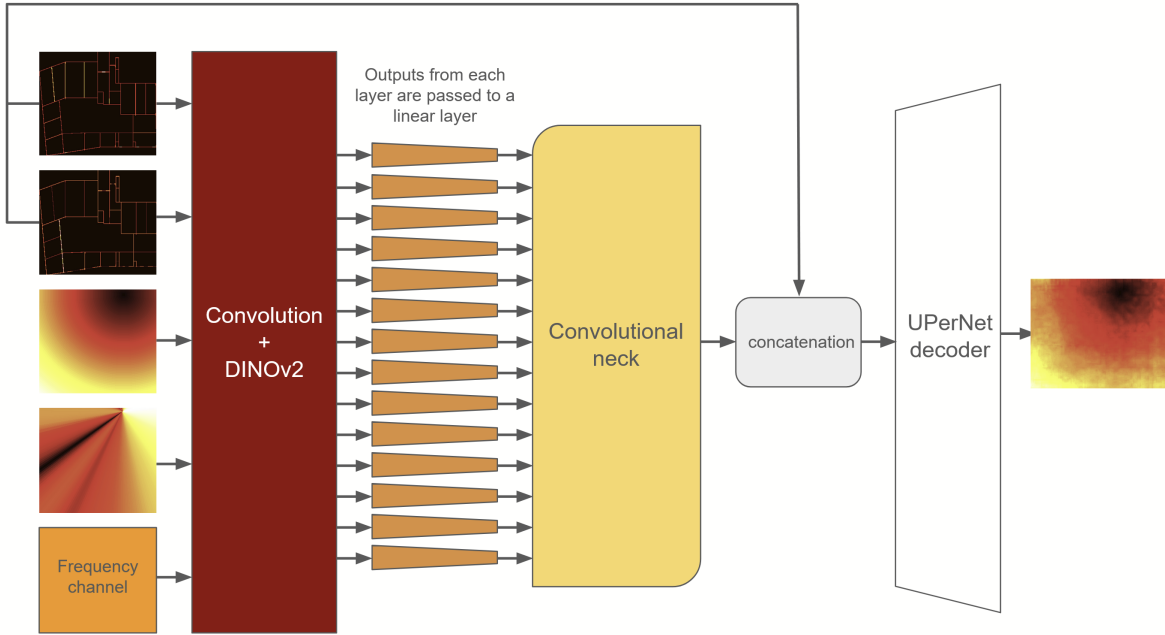 Outputs from each
layer are passed to a
linear layer
Convolution
+
DINOv2
Convolutional
neck
concatenation
UPerNet
decoder
Frequency
channel